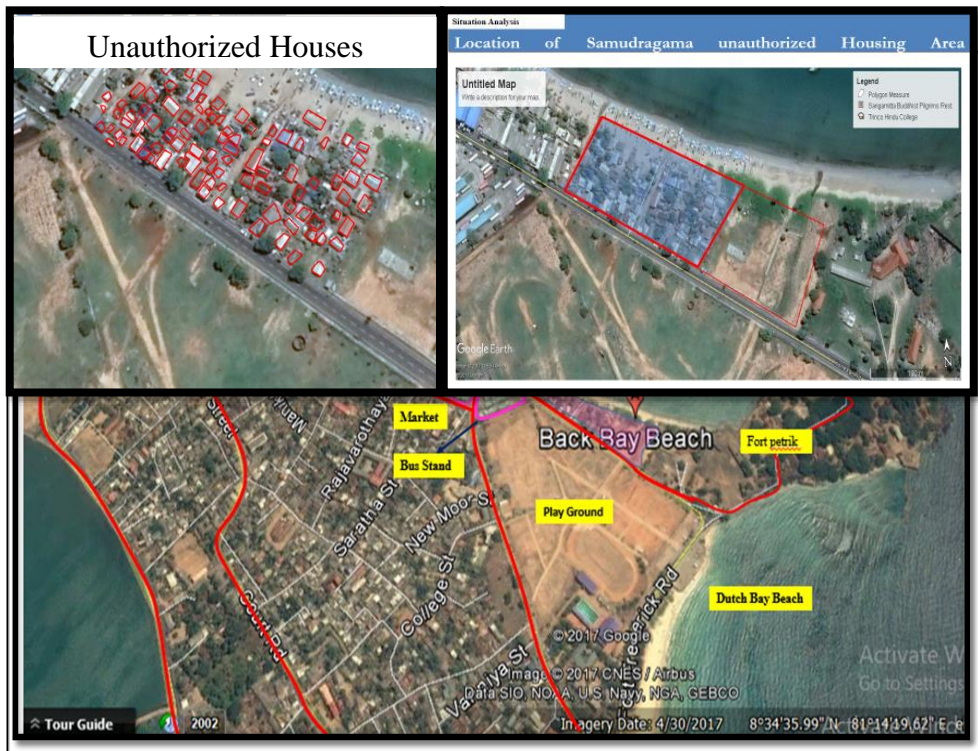 Unauthorized Houses
Situation Analysis
Location of Samudragama unauthorized Housing Area
Untitled Map
Write a description for your map.
Legend
Polygon Measure
Sangamitta Buddhist Pilgrims Rest
Trinco Hindu College
Google Earth
N
Market
Bus Stand
Back Bay Beach
Fort petrik
Play Ground
Dutch Bay Beach
Street
Rajavarothaya
Saratha St
New Moor St
College St
Court Rd
Vaniya St
© 2017 Google
Image © 2017 CNES / Airbus
Data SIO, NOAA, U.S. Navy, NGA, GEBCO
Activate W
Go to Settings
Tour Guide
2002
Imagery Date: 4/30/2017
8°34'35.99" N
81°14'19.62" E